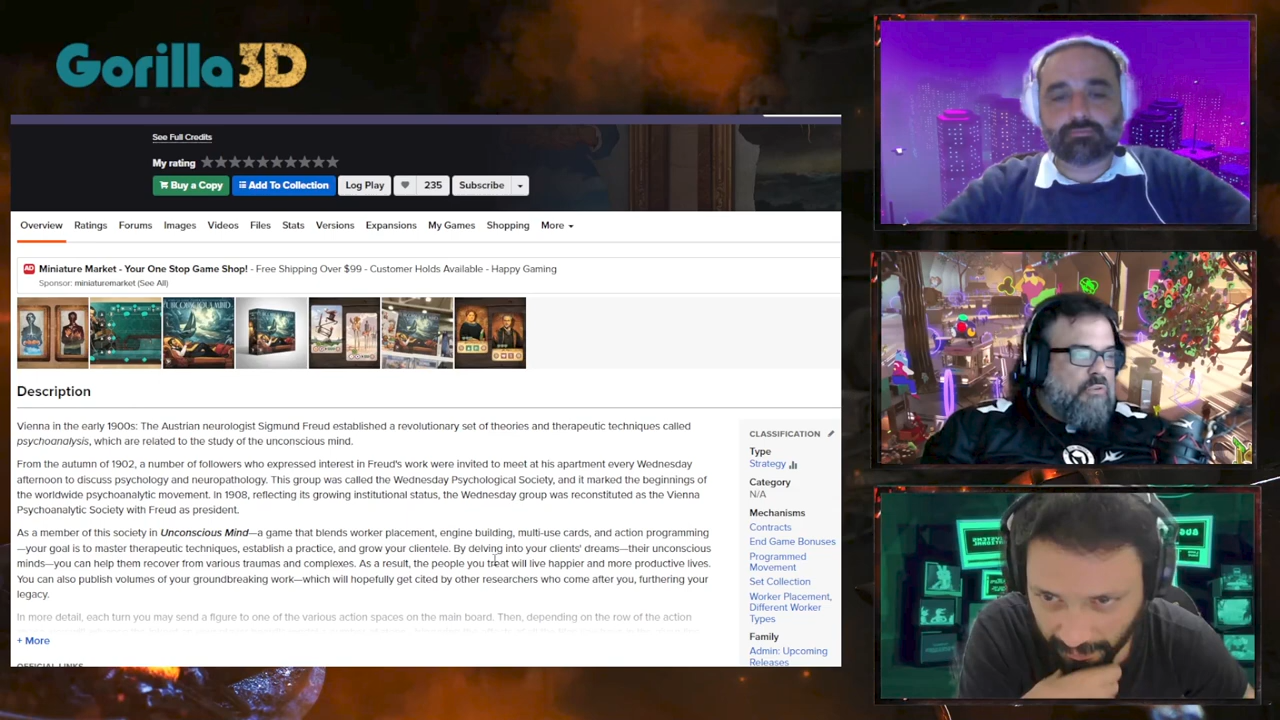 Gorilla3D
See Full Credits
My rating
Buy a Copy
Add To Collection
Log Play
235
Subscribe
Overview
Ratings
Forums
Images
Videos
Files
Stats
Versions
Expansions
My Games
Shopping
More
AD Miniature Market - Your One Stop Game Shop! - Free Shipping Over $99 - Customer Holds Available - Happy Gaming
Sponsor: miniaturemarket (See All)
Description
Vienna in the early 1900s: The Austrian neurologist Sigmund Freud established a revolutionary set of theories and therapeutic techniques called
psychoanalysis, which are related to the study of the unconscious mind.
From the autumn of 1902, a number of followers who expressed interest in Freud's work were invited to meet at his apartment every Wednesday
afternoon to discuss psychology and neuropathology. This group was called the Wednesday Psychological Society, and it marked the beginnings of
the worldwide psychoanalytic movement. In 1908, reflecting its growing institutional status, the Wednesday group was reconstituted as the Vienna
Psychoanalytic Society with Freud as president.
As a member of this society in Unconscious Mind—a game that blends worker placement, engine building, multi-use cards, and action programming
—your goal is to master therapeutic techniques, establish a practice, and grow your clientele. By delving into your clients' dreams—their unconscious
minds—you can help them recover from various traumas and complexes. As a result, the people you treat will live happier and more productive lives.
You can also publish volumes of your groundbreaking work—which will hopefully get cited by other researchers who come after you, furthering your
legacy.
In more detail, each turn you may send a figure to one of the various action spaces on the main board. Then, depending on the row of the action
+ More
OFFICIAL LINKS
CLASSIFICATION
Type
Strategy
Category
N/A
Mechanisms
Contracts
End Game Bonuses
Programmed
Movement
Set Collection
Worker Placement,
Different Worker
Types
Family
Admin: Upcoming
Releases